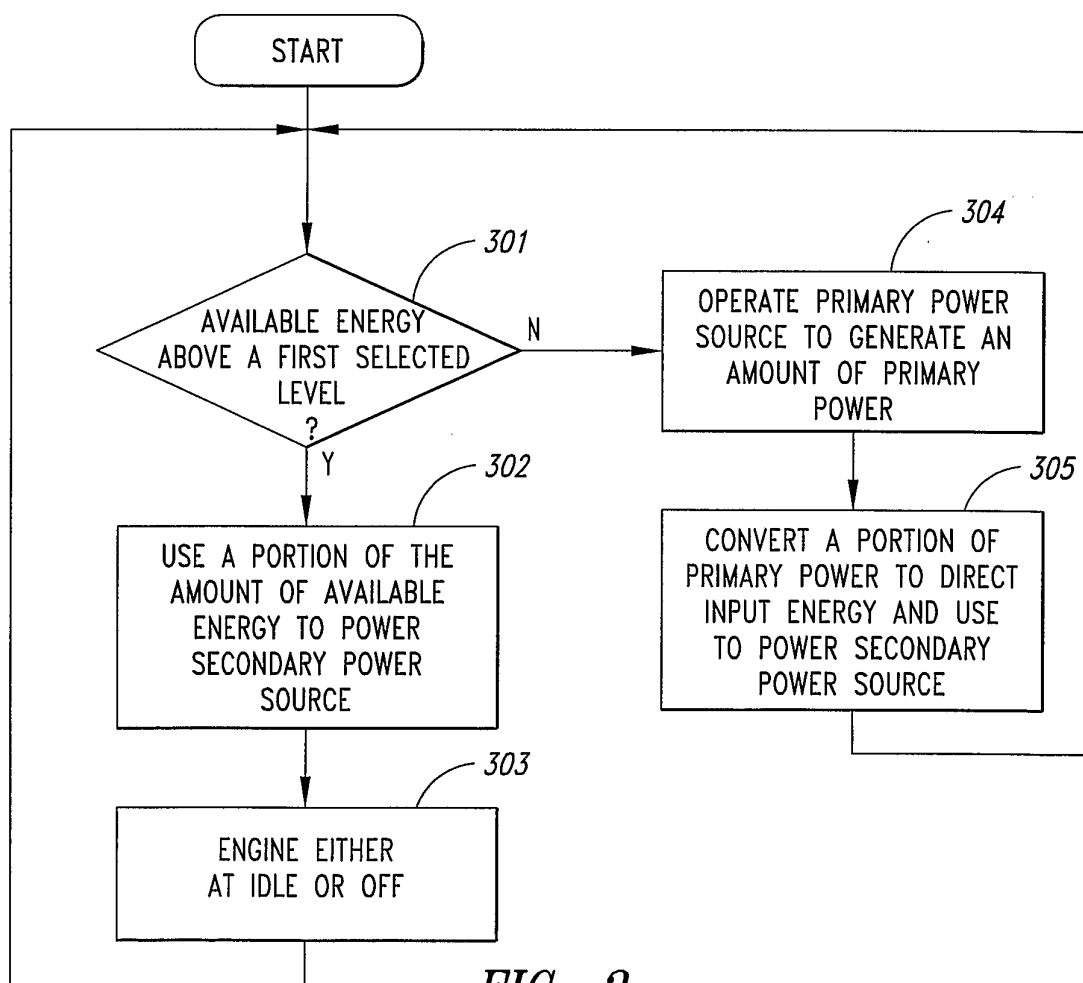 START
301
AVAILABLE ENERGY
ABOVE A FIRST SELECTED
LEVEL
?
N
Y
304
OPERATE PRIMARY POWER
SOURCE TO GENERATE AN
AMOUNT OF PRIMARY
POWER
302
USE A PORTION OF THE
AMOUNT OF AVAILABLE
ENERGY TO POWER
SECONDARY POWER
SOURCE
305
CONVERT A PORTION OF
PRIMARY POWER TO DIRECT
INPUT ENERGY AND USE
TO POWER SECONDARY
POWER SOURCE
303
ENGINE EITHER
AT IDLE OR OFF
FIG.